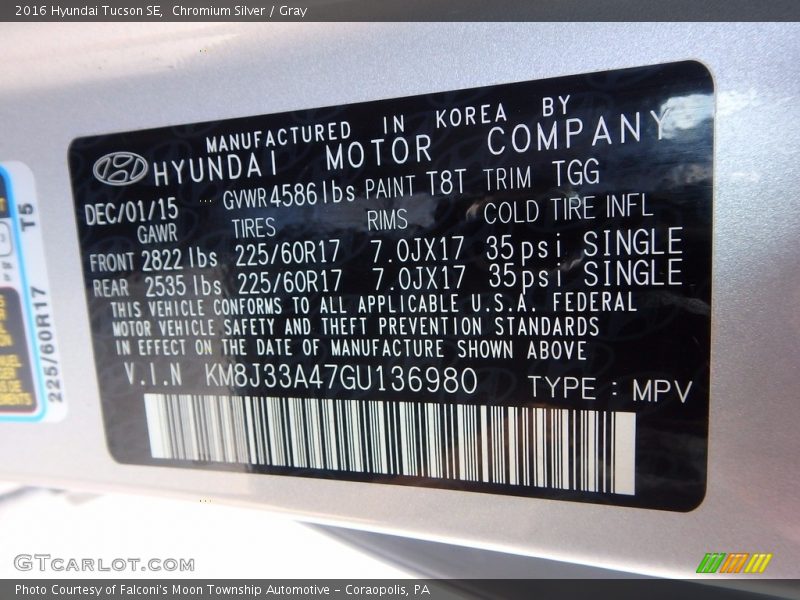 2016 Hyundai Tucson SE, Chromium Silver / Gray
MANUFACTURED IN KOREA BY
HYUNDAI MOTOR COMPANY
DEC/01/15 GVWR4586lbs PAINT T8T TRIM TGG
GAWR TIRES RIMS COLD TIRE INFL
FRONT 2822 lbs 225/60R17 7.0JX17 35psi SINGLE
REAR 2535 lbs 225/60R17 7.0JX17 35psi SINGLE
THIS VEHICLE CONFORMS TO ALL APPLICABLE U.S.A. FEDERAL
MOTOR VEHICLE SAFETY AND THEFT PREVENTION STANDARDS
IN EFFECT ON THE DATE OF MANUFACTURE SHOWN ABOVE
V.I.N KM8J33A47GU136980 TYPE : MPV
T5
225/60R17
GTcarlot.com
Photo Courtesy of Falconi's Moon Township Automotive – Coraopolis, PA